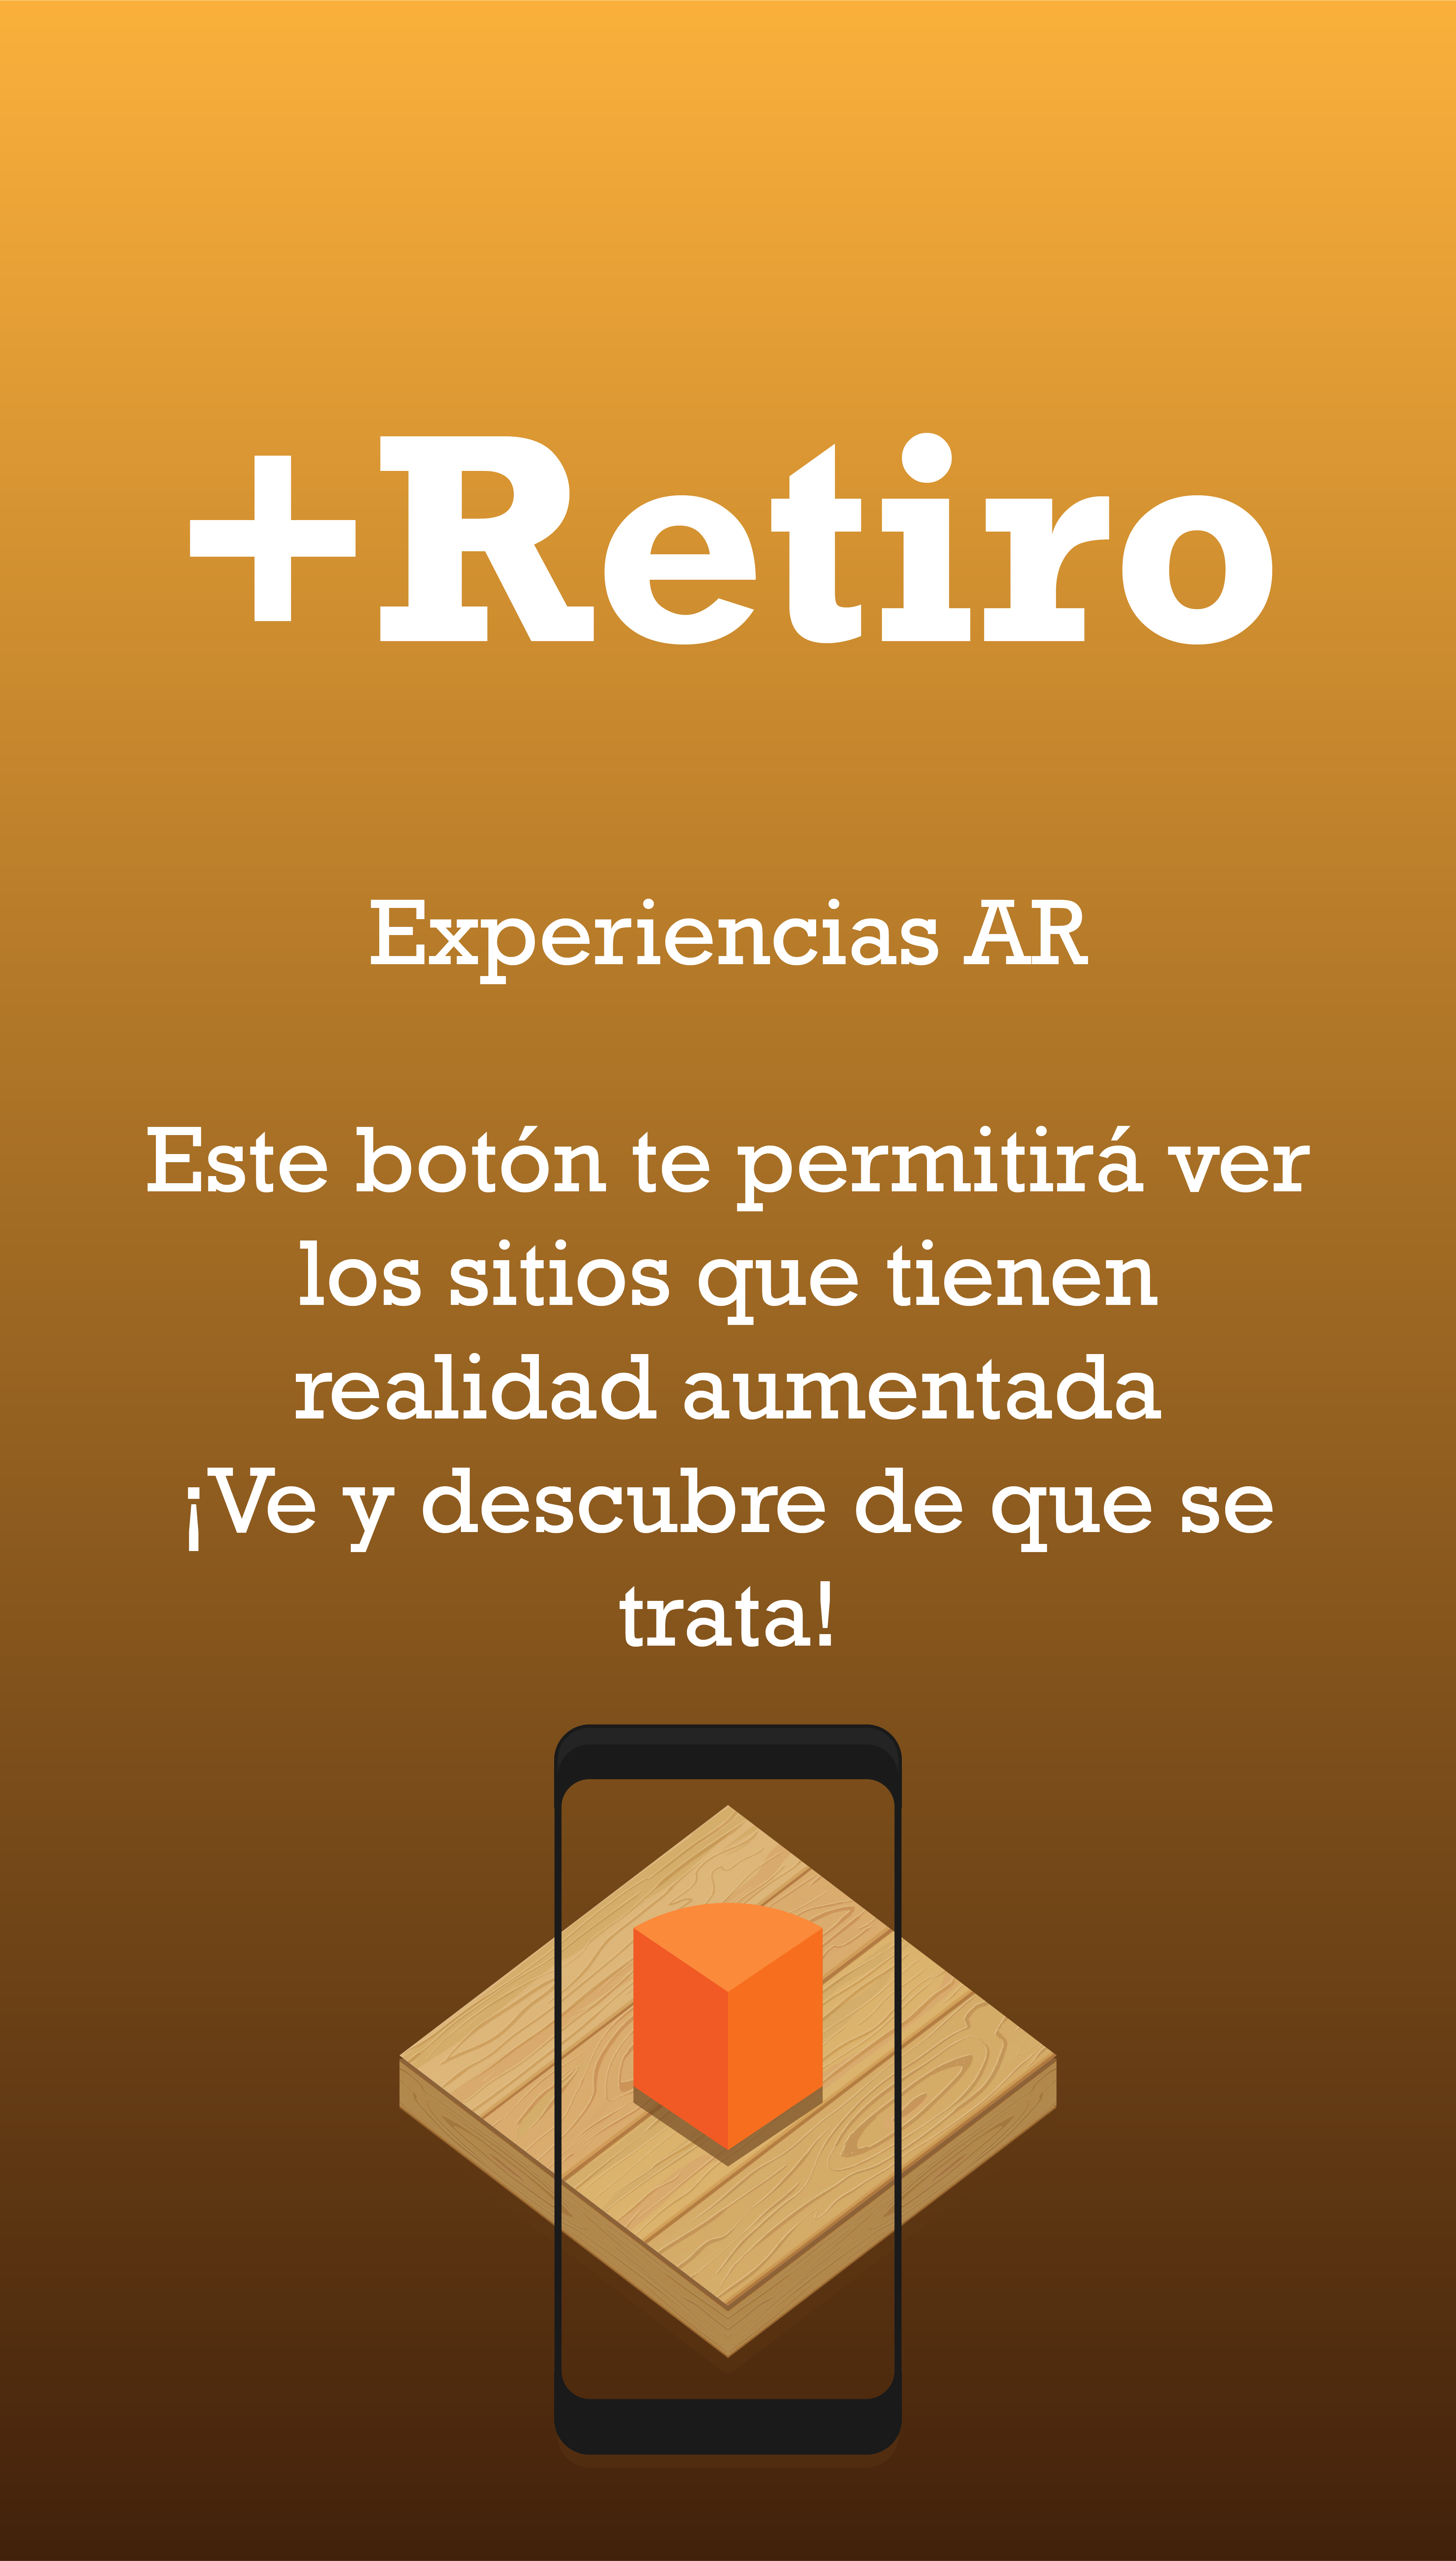 +Retiro
Experiencias AR
Este botón te permitirá ver
los sitios que tienen
realidad aumentada
¡Ve y descubre de que se
trata!